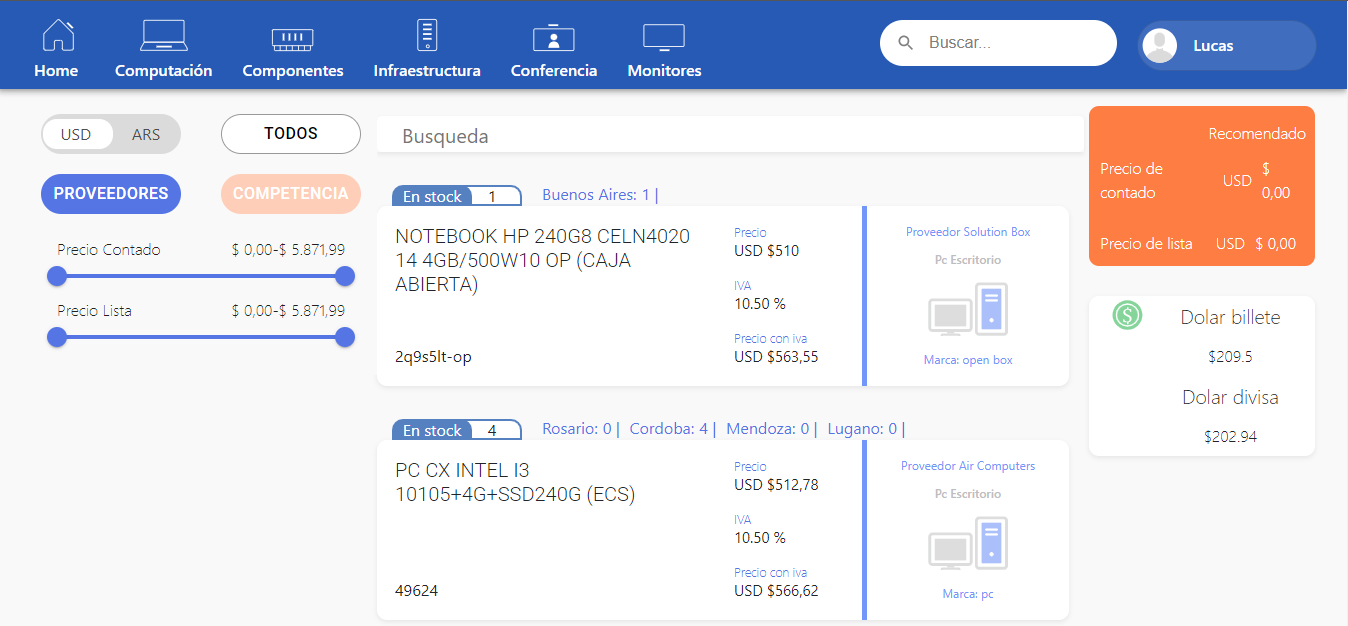 Home
Computación
Componentes
Infraestructura
Conferencia
Monitores
Buscar...
Lucas
USD ARS
TODOS
PROVEEDORES
COMPETENCIA
Precio Contado $ 0,00-$ 5.871,99
Precio Lista $ 0,00-$ 5.871,99
Busqueda
En stock 1 Buenos Aires: 1 |
NOTEBOOK HP 240G8 CELN4020
14 4GB/500W10 OP (CAJA
ABIERTA)
2q9s5lt-op
Precio
USD $510
IVA
10.50 %
Precio con iva
USD $563,55
Proveedor Solution Box
Pc Escritorio
Marca: open box
En stock 4 Rosario: 0 | Cordoba: 4 | Mendoza: 0 | Lugano: 0 |
PC CX INTEL I3
10105+4G+SSD240G (ECS)
49624
Precio
USD $512,78
IVA
10.50 %
Precio con iva
USD $566,62
Proveedor Air Computers
Pc Escritorio
Marca: pc
Recomendado
Precio de
contado
USD
$
0,00
Precio de lista USD $ 0,00
$
Dolar billete
$209.5
Dolar divisa
$202.94